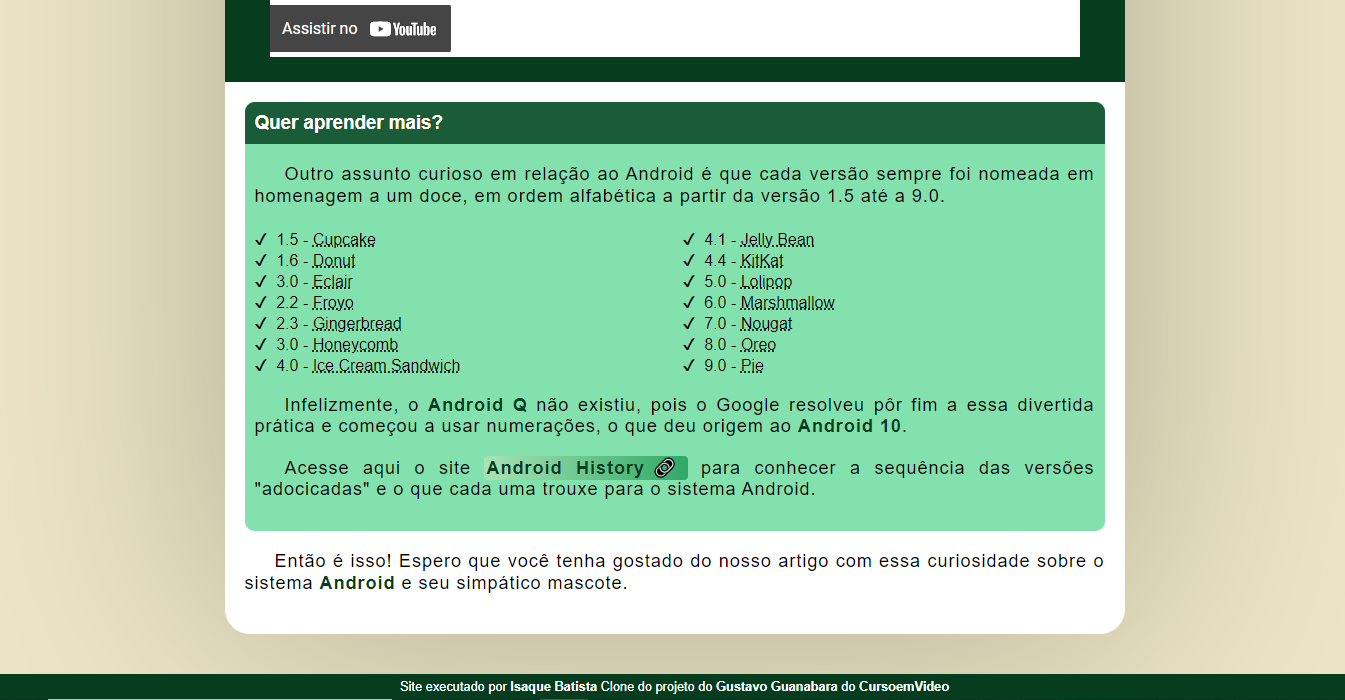 Assistir no YouTube
Quer aprender mais?
Outro assunto curioso em relação ao Android é que cada versão sempre foi nomeada em
homenagem a um doce, em ordem alfabética a partir da versão 1.5 até a 9.0.
✓ 1.5 - Cupcake
✓ 1.6 - Donut
✓ 3.0 - Eclair
✓ 2.2 - Froyo
✓ 2.3 - Gingerbread
✓ 3.0 - Honeycomb
✓ 4.0 - Ice Cream Sandwich
✓ 4.1 - Jelly Bean
✓ 4.4 - KitKat
✓ 5.0 - Lolipop
✓ 6.0 - Marshmallow
✓ 7.0 - Nougat
✓ 8.0 - Oreo
✓ 9.0 - Pie
Infelizmente, o Android Q não existiu, pois o Google resolveu pôr fim a essa divertida
prática e começou a usar numerações, o que deu origem ao Android 10.
Acesse aqui o site Android History para conhecer a sequência das versões
"adocicadas" e o que cada uma trouxe para o sistema Android.
Então é isso! Espero que você tenha gostado do nosso artigo com essa curiosidade sobre o
sistema Android e seu simpático mascote.
Site executado por Isaque Batista Clone do projeto do Gustavo Guanabara do CursoemVideo